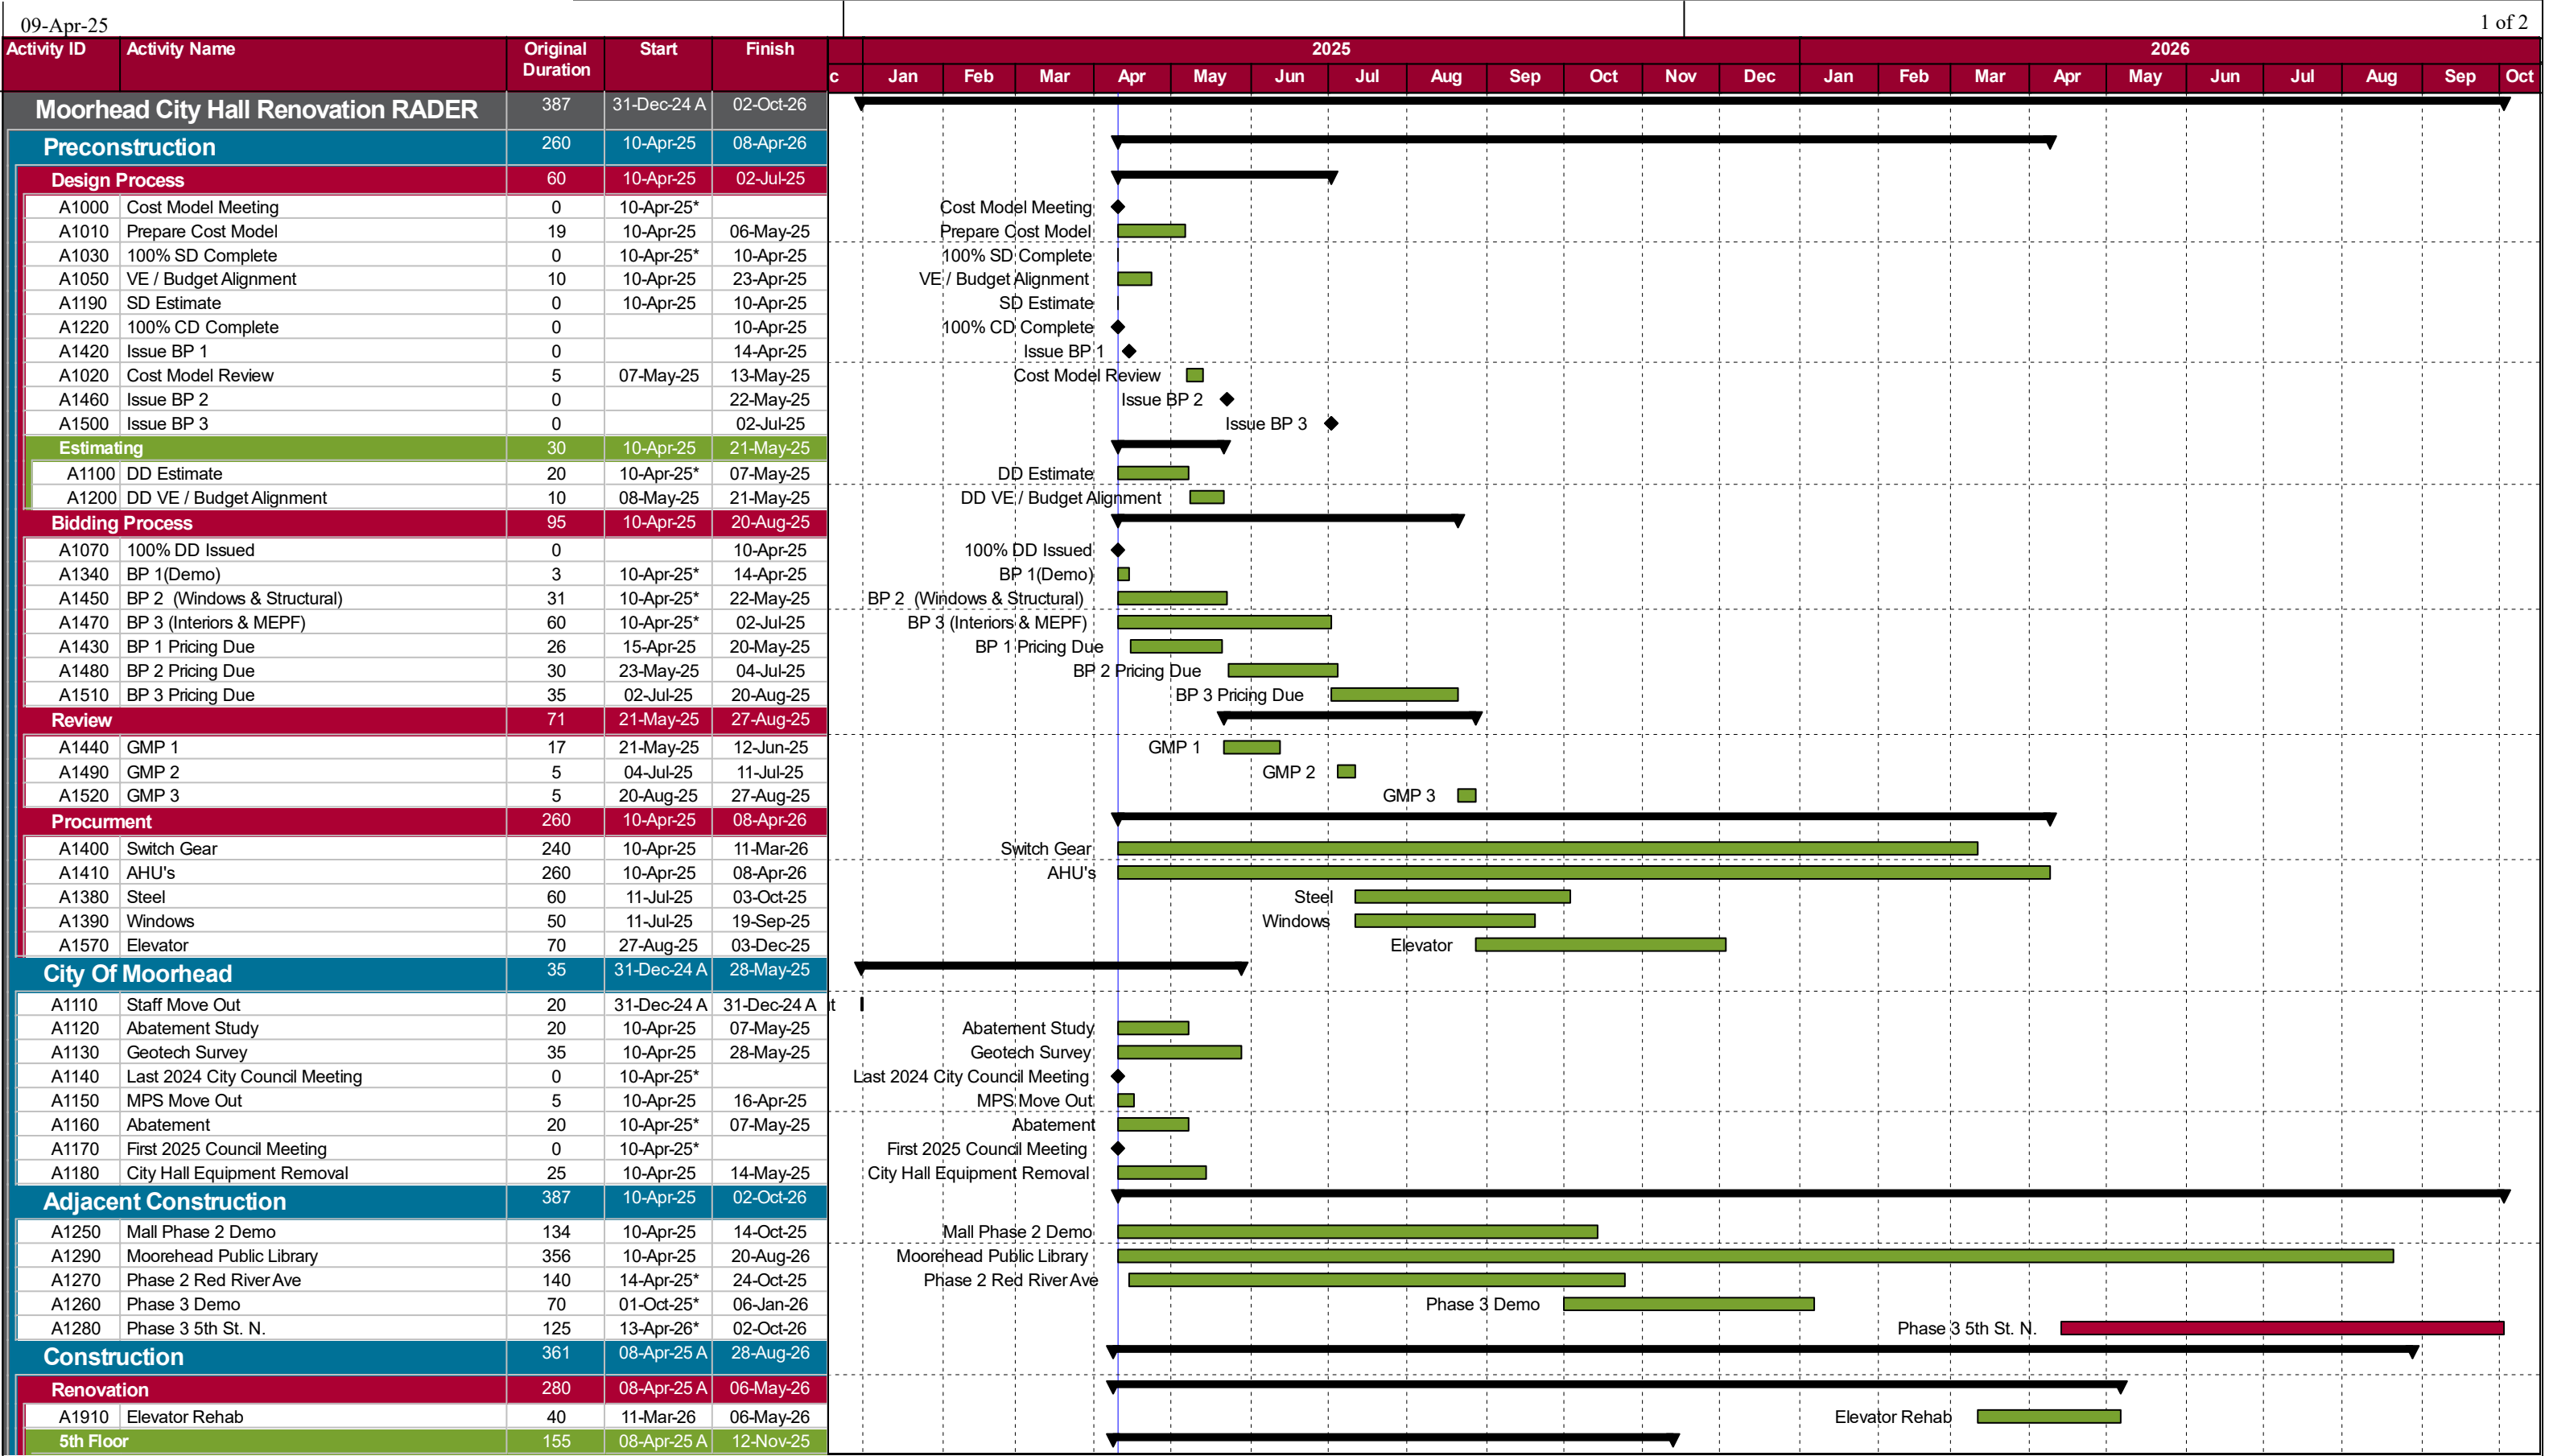 09-Apr-25 1 of 2
Activity ID Activity Name Original Duration Start Finish c 2025 2026
Jan Feb Mar Apr May Jun Jul Aug Sep Oct Nov Dec Jan Feb Mar Apr May Jun Jul Aug Sep Oct
Moorhead City Hall Renovation RADER 387 31-Dec-24 A 02-Oct-26
Preconstruction 260 10-Apr-25 08-Apr-26
Design Process 60 10-Apr-25 02-Jul-25
A1000 Cost Model Meeting 0 10-Apr-25* Cost Model Meeting
A1010 Prepare Cost Model 19 10-Apr-25 06-May-25 Prepare Cost Model
A1030 100% SD Complete 0 10-Apr-25* 10-Apr-25 100% SD Complete
A1050 VE / Budget Alignment 10 10-Apr-25 23-Apr-25 VE / Budget Alignment
A1190 SD Estimate 0 10-Apr-25 10-Apr-25 SD Estimate
A1220 100% CD Complete 0 10-Apr-25 100% CD Complete
A1420 Issue BP 1 0 14-Apr-25 Issue BP 1
A1020 Cost Model Review 5 07-May-25 13-May-25 Cost Model Review
A1460 Issue BP 2 0 22-May-25 Issue BP 2
A1500 Issue BP 3 0 02-Jul-25 Issue BP 3
Estimating 30 10-Apr-25 21-May-25
A1100 DD Estimate 20 10-Apr-25* 07-May-25 DD Estimate
A1200 DD VE / Budget Alignment 10 08-May-25 21-May-25 DD VE / Budget Alignment
Bidding Process 95 10-Apr-25 20-Aug-25
A1070 100% DD Issued 0 10-Apr-25 100% DD Issued
A1340 BP 1(Demo) 3 10-Apr-25* 14-Apr-25 BP 1(Demo)
A1450 BP 2 (Windows & Structural) 31 10-Apr-25* 22-May-25 BP 2 (Windows & Structural)
A1470 BP 3 (Interiors & MEPF) 60 10-Apr-25* 02-Jul-25 BP 3 (Interiors & MEPF)
A1430 BP 1 Pricing Due 26 15-Apr-25 20-May-25 BP 1 Pricing Due
A1480 BP 2 Pricing Due 30 23-May-25 04-Jul-25 BP 2 Pricing Due
A1510 BP 3 Pricing Due 35 02-Jul-25 20-Aug-25 BP 3 Pricing Due
Review 71 21-May-25 27-Aug-25
A1440 GMP 1 17 21-May-25 12-Jun-25 GMP 1
A1490 GMP 2 5 04-Jul-25 11-Jul-25 GMP 2
A1520 GMP 3 5 20-Aug-25 27-Aug-25 GMP 3
Procurment 260 10-Apr-25 08-Apr-26
A1400 Switch Gear 240 10-Apr-25 11-Mar-26 Switch Gear
A1410 AHU's 260 10-Apr-25 08-Apr-26 AHU's
A1380 Steel 60 11-Jul-25 03-Oct-25 Steel
A1390 Windows 50 11-Jul-25 19-Sep-25 Windows
A1570 Elevator 70 27-Aug-25 03-Dec-25 Elevator
City Of Moorhead 35 31-Dec-24 A 28-May-25
A1110 Staff Move Out 20 31-Dec-24 A 31-Dec-24 A ut
A1120 Abatement Study 20 10-Apr-25 07-May-25 Abatement Study
A1130 Geotech Survey 35 10-Apr-25 28-May-25 Geotech Survey
A1140 Last 2024 City Council Meeting 0 10-Apr-25* Last 2024 City Council Meeting
A1150 MPS Move Out 5 10-Apr-25 16-Apr-25 MPS Move Out
A1160 Abatement 20 10-Apr-25* 07-May-25 Abatement
A1170 First 2025 Council Meeting 0 10-Apr-25* First 2025 Council Meeting
A1180 City Hall Equipment Removal 25 10-Apr-25 14-May-25 City Hall Equipment Removal
Adjacent Construction 387 10-Apr-25 02-Oct-26
A1250 Mall Phase 2 Demo 134 10-Apr-25 14-Oct-25 Mall Phase 2 Demo
A1290 Moorehead Public Library 356 10-Apr-25 20-Aug-26 Moorehead Public Library
A1270 Phase 2 Red River Ave 140 14-Apr-25* 24-Oct-25 Phase 2 Red River Ave
A1260 Phase 3 Demo 70 01-Oct-25* 06-Jan-26 Phase 3 Demo
A1280 Phase 3 5th St. N. 125 13-Apr-26* 02-Oct-26 Phase 3 5th St. N.
Construction 361 08-Apr-25 A 28-Aug-26
Renovation 280 08-Apr-25 A 06-May-26
A1910 Elevator Rehab 40 11-Mar-26 06-May-26 Elevator Rehab
5th Floor 155 08-Apr-25 A 12-Nov-25